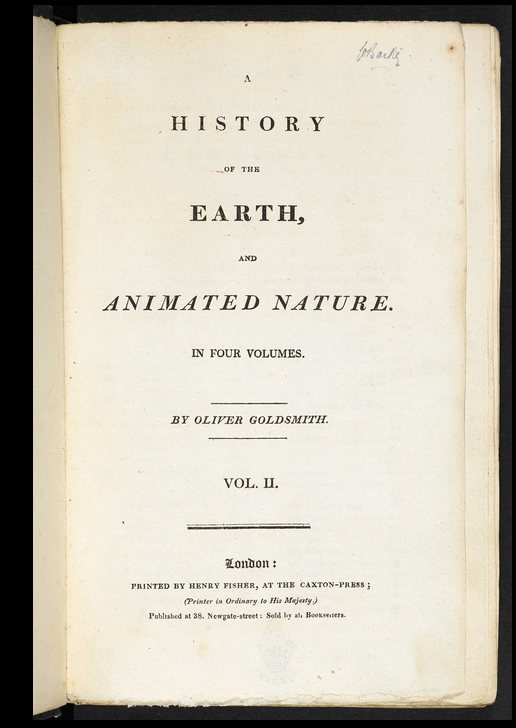 A
HISTORY
OF THE
EARTH,
AND
ANIMATED NATURE.
IN FOUR VOLUMES.
BY OLIVER GOLDSMITH.
VOL. II.
London:
PRINTED BY HENRY FISHER, AT THE CAXTON-PRESS;
(Printer in Ordinary to His Majesty.)
Published at 38. Newgate-street: Sold by all Booksellers.